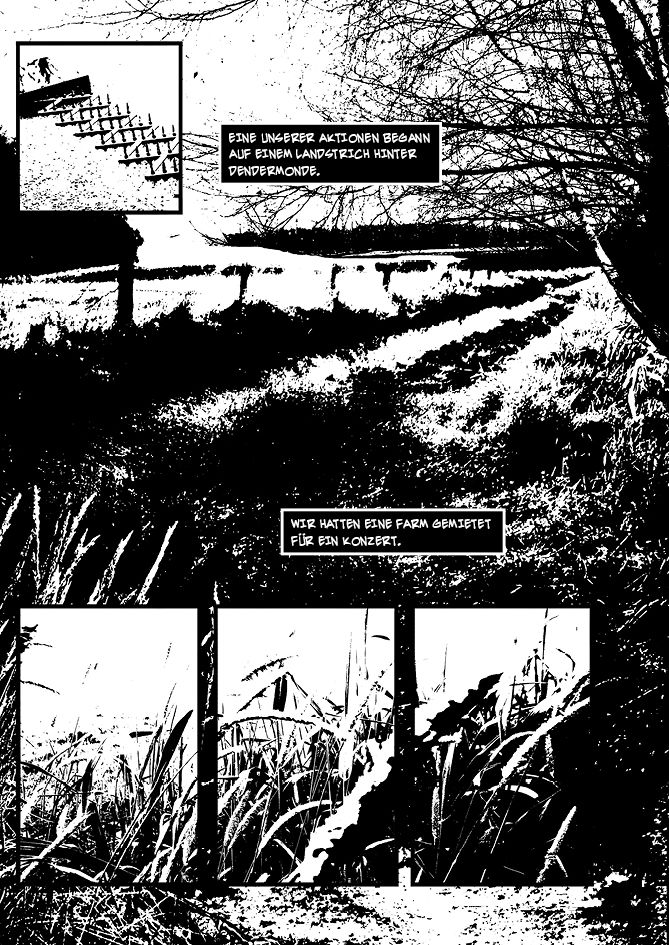 EINE UNSERER AKTIONEN BEGANN
AUF EINEM LANDSTRICH HINTER
DENDERMONDE.
WIR HATTEN EINE FARM GEMIETET
FÜR EIN KONZERT.